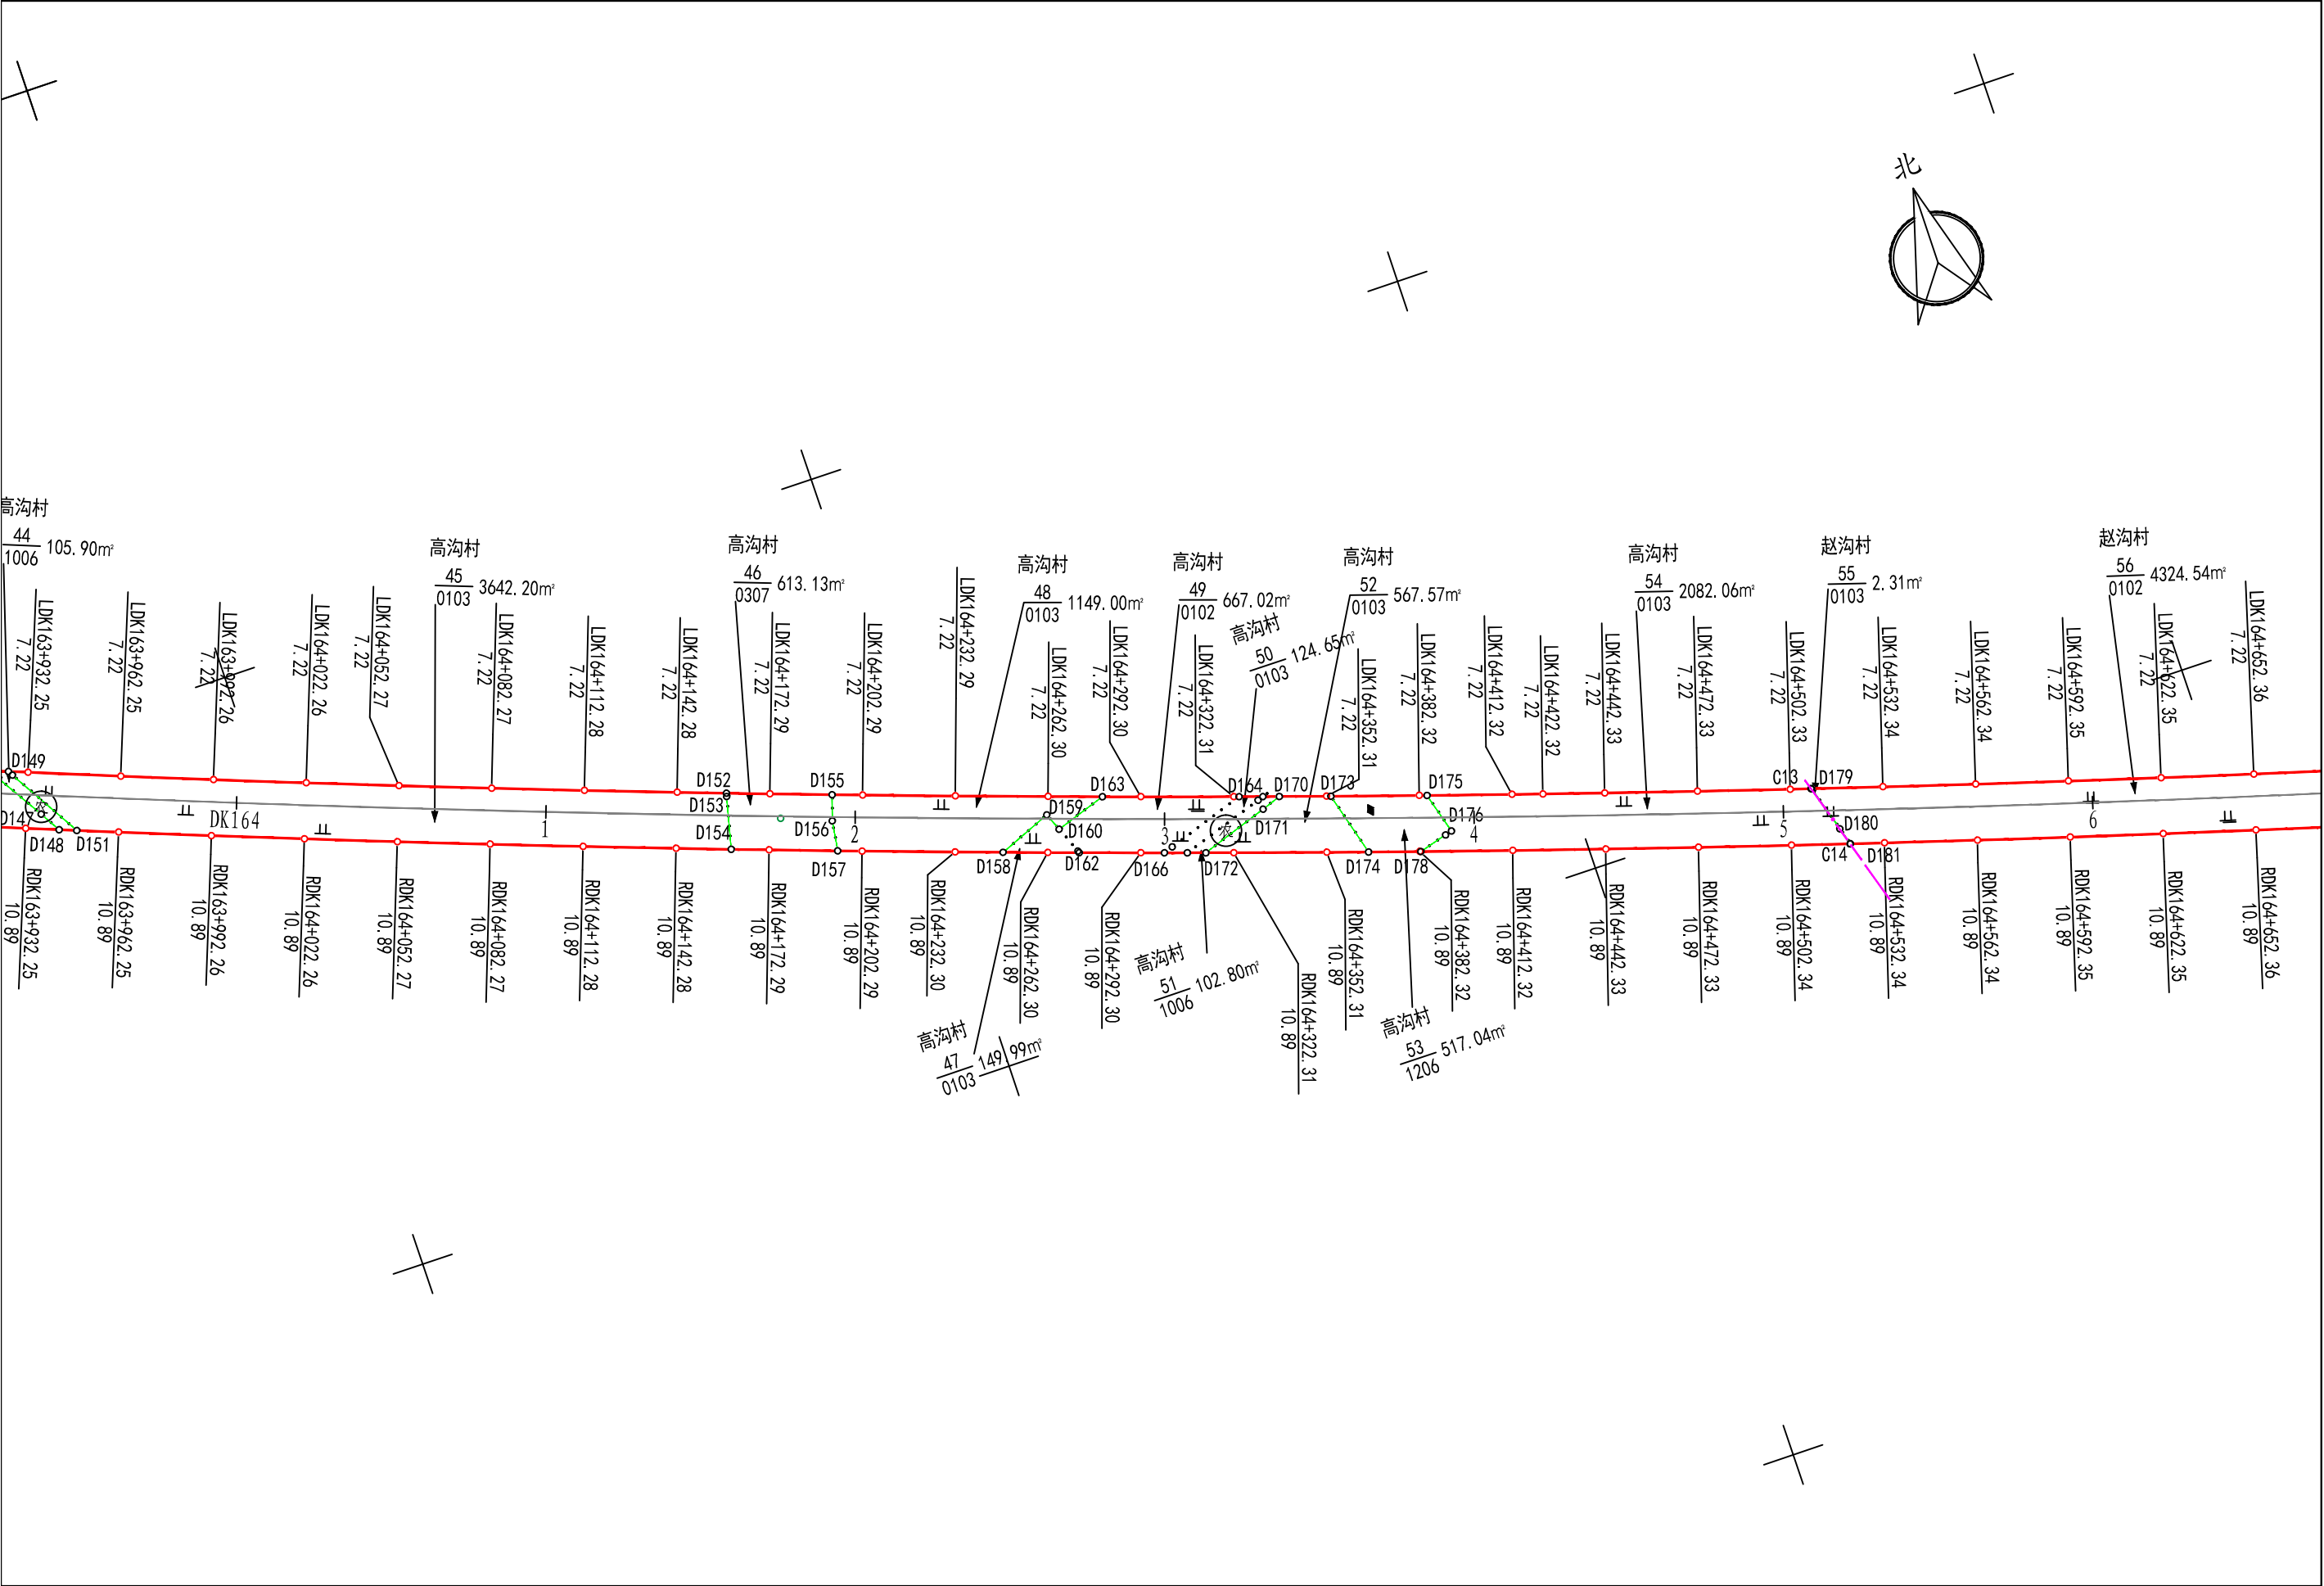 北
高沟村
44
1006
105.90㎡
高沟村
45
0103
3642.20㎡
高沟村
46
0307
613.13㎡
高沟村
48
0103
1149.00㎡
高沟村
49
0102
667.02㎡
高沟村
50
0103
124.65㎡
高沟村
52
0103
567.57㎡
高沟村
54
0103
2082.06㎡
赵沟村
55
0103
2.31㎡
赵沟村
56
0102
4324.54㎡
LDK163+932.25
7.22
LDK163+962.25
7.22
LDK163+992.26
7.22
LDK164+022.26
7.22
LDK164+052.27
7.22
LDK164+082.27
7.22
LDK164+112.28
7.22
LDK164+142.28
7.22
LDK164+172.29
7.22
LDK164+202.29
7.22
LDK164+232.29
7.22
LDK164+262.30
7.22
LDK164+292.30
7.22
LDK164+322.31
7.22
LDK164+352.31
7.22
LDK164+382.32
7.22
LDK164+412.32
7.22
LDK164+422.32
7.22
LDK164+442.33
7.22
LDK164+472.33
7.22
LDK164+502.33
7.22
LDK164+532.34
7.22
LDK164+562.34
7.22
LDK164+592.35
7.22
LDK164+622.35
7.22
LDK164+652.36
7.22
D149
D152
D153
D155
D163
D159
D164
D170
D173
D175
C13
D179
农
D147
D148
D151
DK164
1
D154
D156
2
D157
D158
D160
D162
3
D166
农
D171
D172
D174
D178
D176
4
5
D180
C14
D181
6
RDK163+932.25
10.89
RDK163+962.25
10.89
RDK163+992.26
10.89
RDK164+022.26
10.89
RDK164+052.27
10.89
RDK164+082.27
10.89
RDK164+112.28
10.89
RDK164+142.28
10.89
RDK164+172.29
10.89
RDK164+202.29
10.89
RDK164+232.30
10.89
RDK164+262.30
10.89
RDK164+292.30
10.89
RDK164+322.31
10.89
RDK164+352.31
10.89
RDK164+382.32
10.89
RDK164+412.32
10.89
RDK164+442.33
10.89
RDK164+472.33
10.89
RDK164+502.34
10.89
RDK164+532.34
10.89
RDK164+562.34
10.89
RDK164+592.35
10.89
RDK164+622.35
10.89
RDK164+652.36
10.89
高沟村
47
0103
149.99㎡
高沟村
51
1006
102.80㎡
高沟村
53
1206
517.04㎡